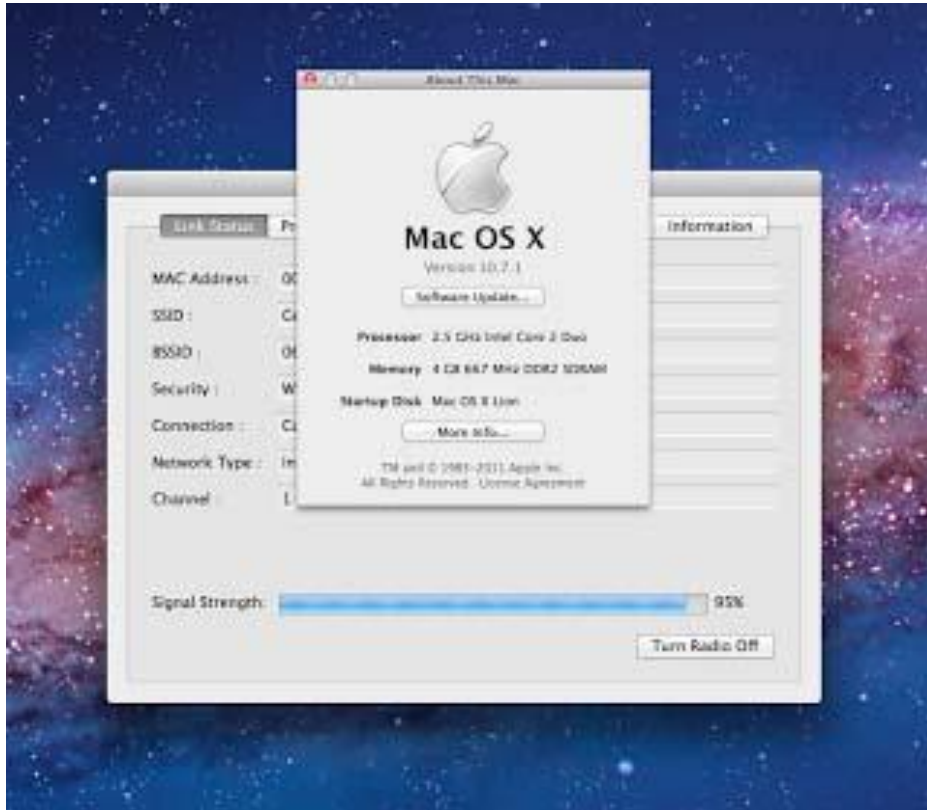 About This Mac
Mac OS X
Version 10.7.1
Software Update...
Processor 2.5 GHz Intel Core 2 Duo
Memory 4 GB 667 MHz DDR2 SDRAM
Startup Disk Mac OS X Lion
More Info...
TM and © 1983-2011 Apple Inc.
All Rights Reserved. License Agreement
Link Status
Information
MAC Address :
SSID :
BSSID :
Security :
Connection :
Network Type :
Channel :
Signal Strength: 95%
Turn Radio Off